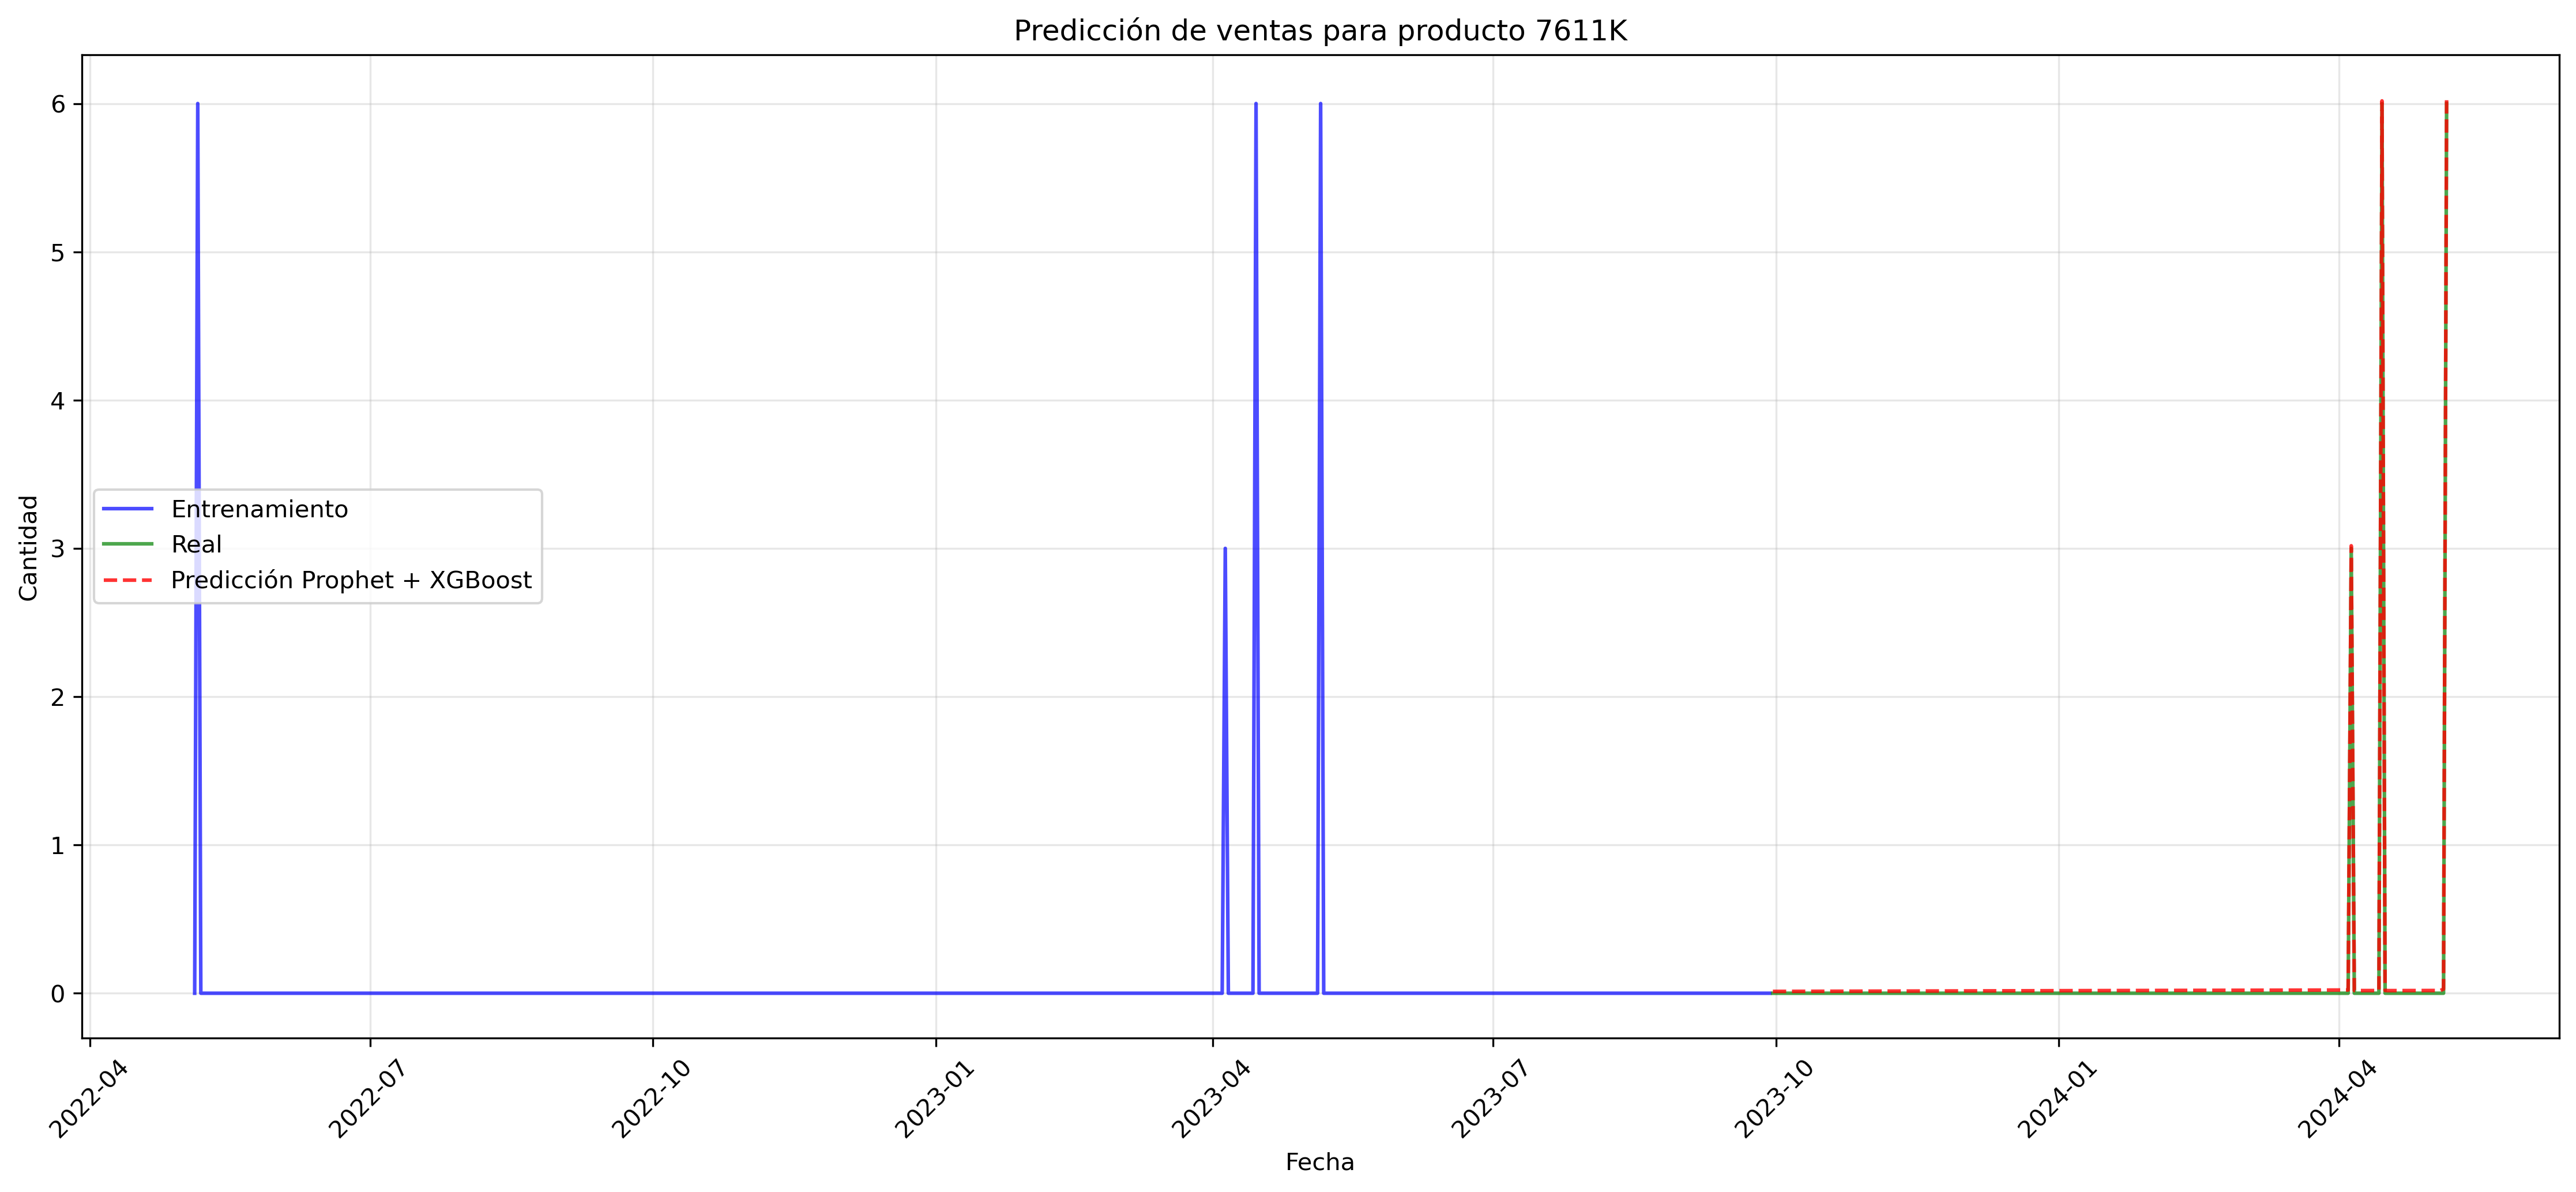 Predicción de ventas para producto 7611K
Cantidad
6
5
4
3
2
1
0
Entrenamiento
Real
Predicción Prophet + XGBoost
2022-04
2022-07
2022-10
2023-01
2023-04
2023-07
2023-10
2024-01
2024-04
Fecha